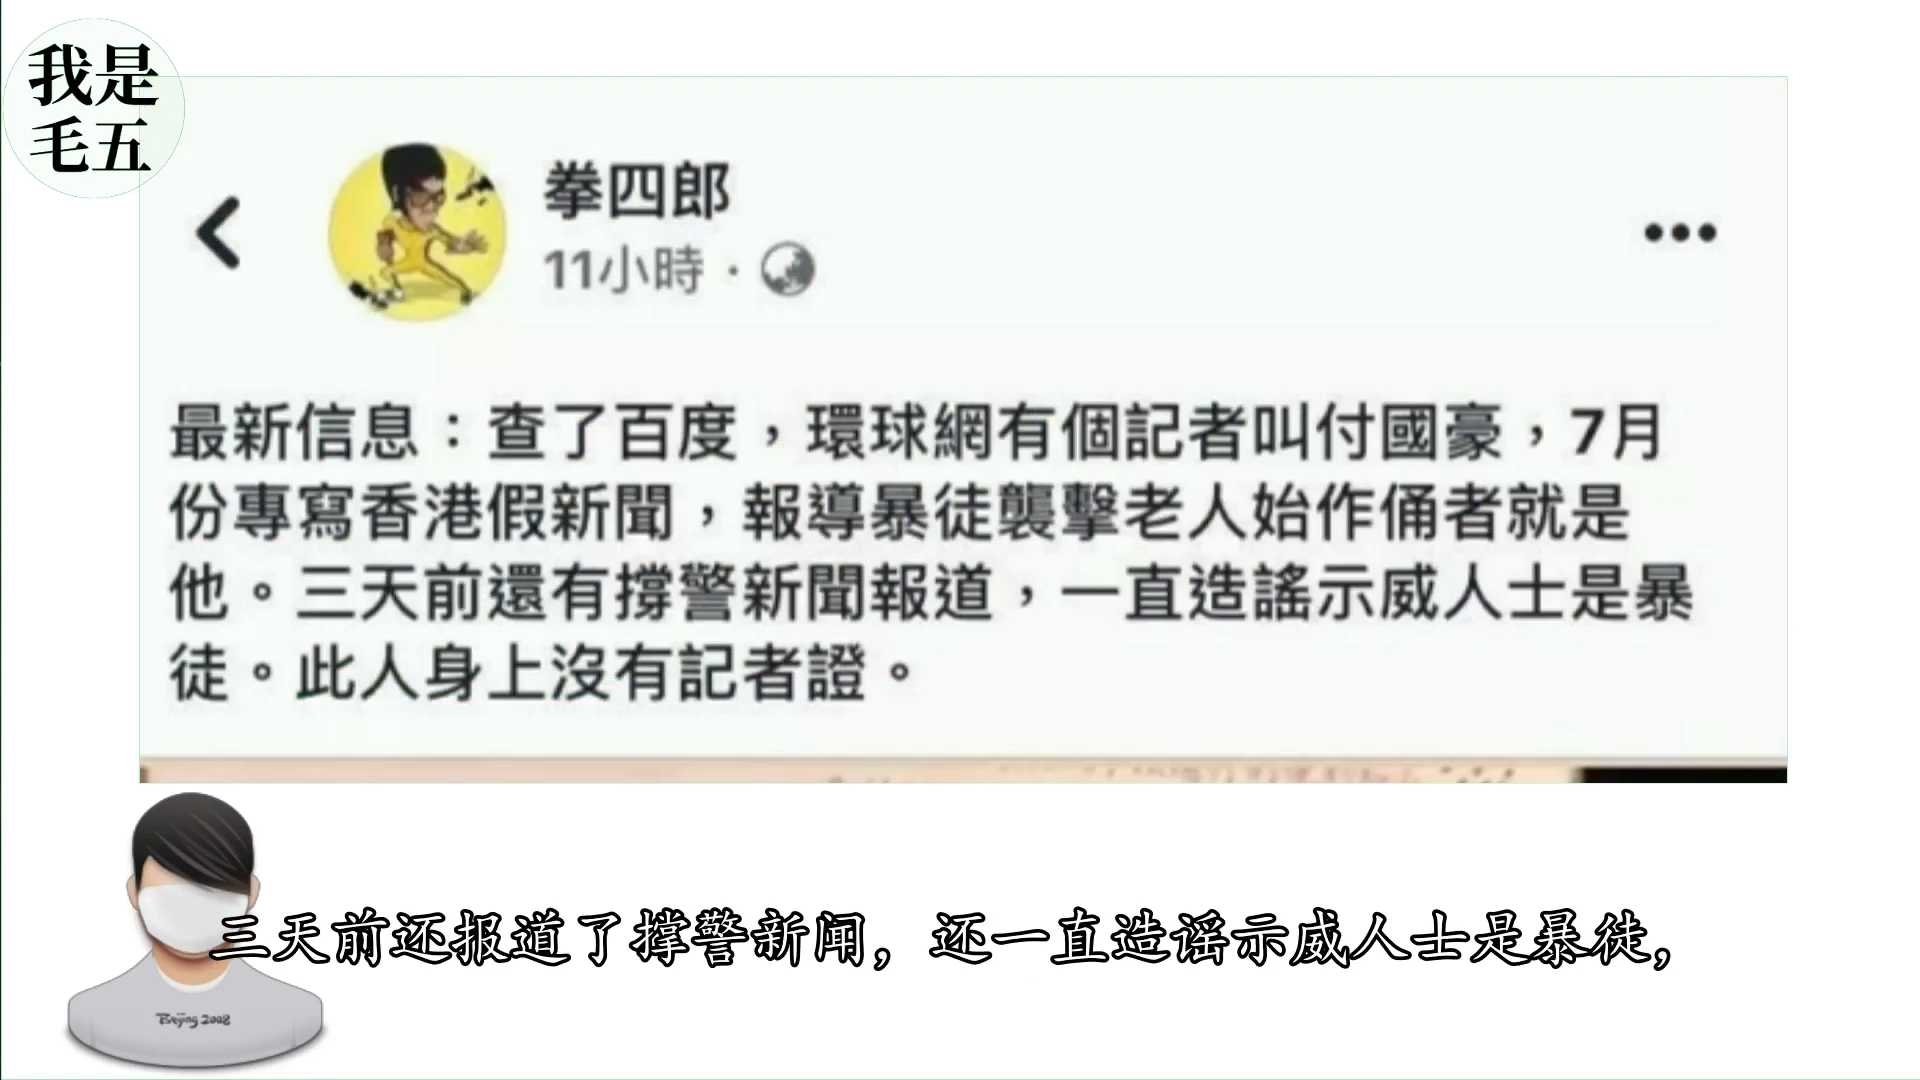 我是
毛五
拳四郎
11小時 ·
最新信息：查了百度，環球網有個記者叫付國豪，7月
份專寫香港假新聞，報導暴徒襲擊老人始作俑者就是
他。三天前還有撐警新聞報道，一直造謠示威人士是暴
徒。此人身上沒有記者證。
三天前还报道了撑警新闻，还一直造谣示威人士是暴徒，
Beijing 2008